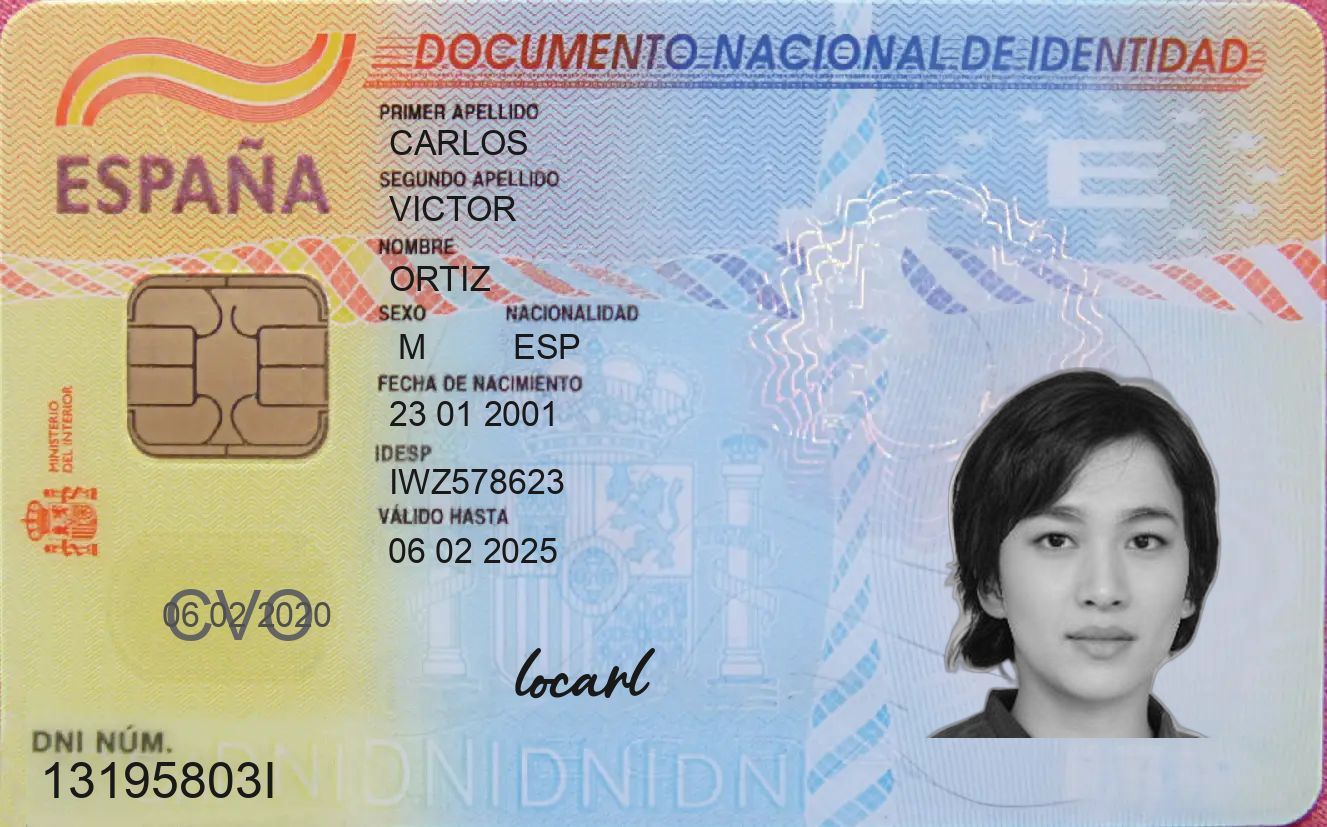 DOCUMENTO NACIONAL DE IDENTIDAD
ESPAÑA
PRIMER APELLIDO
CARLOS
SEGUNDO APELLIDO
VICTOR
NOMBRE
ORTIZ
SEXO NACIONALIDAD
M ESP
FECHA DE NACIMIENTO
23 01 2001
IDESP
IWZ578623
VÁLIDO HASTA
06 02 2025
MINISTERIO
DEL INTERIOR
E
06 02 2020
CVO
locarl
DNI NÚM.
13195803I
DNIDNIDNIDNI